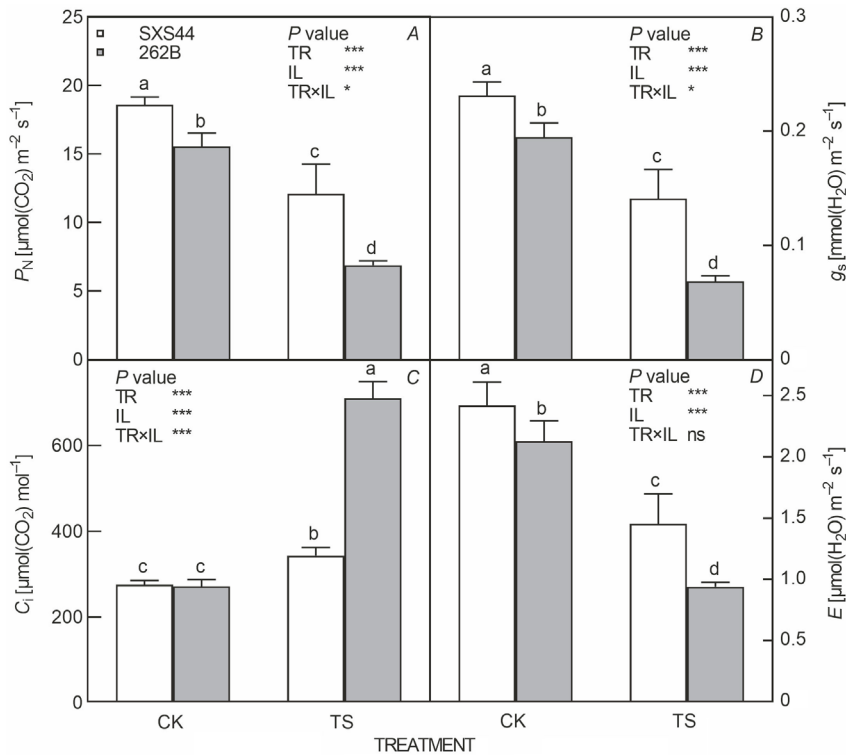 SXS44
262B
P value
TR ***
IL ***
TR×IL *
A
a
b
c
d
25
20
15
10
5
0
P_N [µmol(CO₂) m⁻² s⁻¹]
P value
TR ***
IL ***
TR×IL *
B
a
b
c
d
0.3
0.2
0.1
0
g_s [mmol(H₂O) m⁻² s⁻¹]
P value
TR ***
IL ***
TR×IL ***
C
c
c
b
a
600
400
200
0
C_i [µmol(CO₂) mol⁻¹]
P value
TR ***
IL ***
TR×IL ns
D
a
b
c
d
2.5
2.0
1.5
1.0
0.5
0
E [µmol(H₂O) m⁻² s⁻¹]
CK TS CK TS
TREATMENT